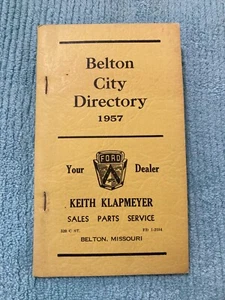 Belton
City
Directory
1957
Your
FORD
Dealer
KEITH KLAPMEYER
SALES PARTS SERVICE
BELTON, MISSOURI